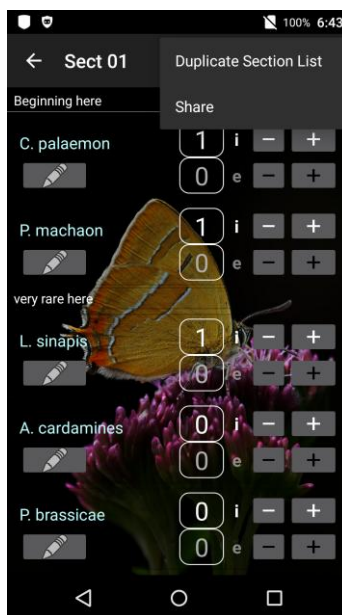 100% 6:43
Sect 01
Duplicate Section List
Share
Beginning here
C. palaemon 1 i − +
0 e − +
P. machaon 1 i − +
0 e − +
very rare here
L. sinapis 1 i − +
0 e − +
A. cardamines 0 i − +
0 e − +
P. brassicae 0 i − +
0 e − +